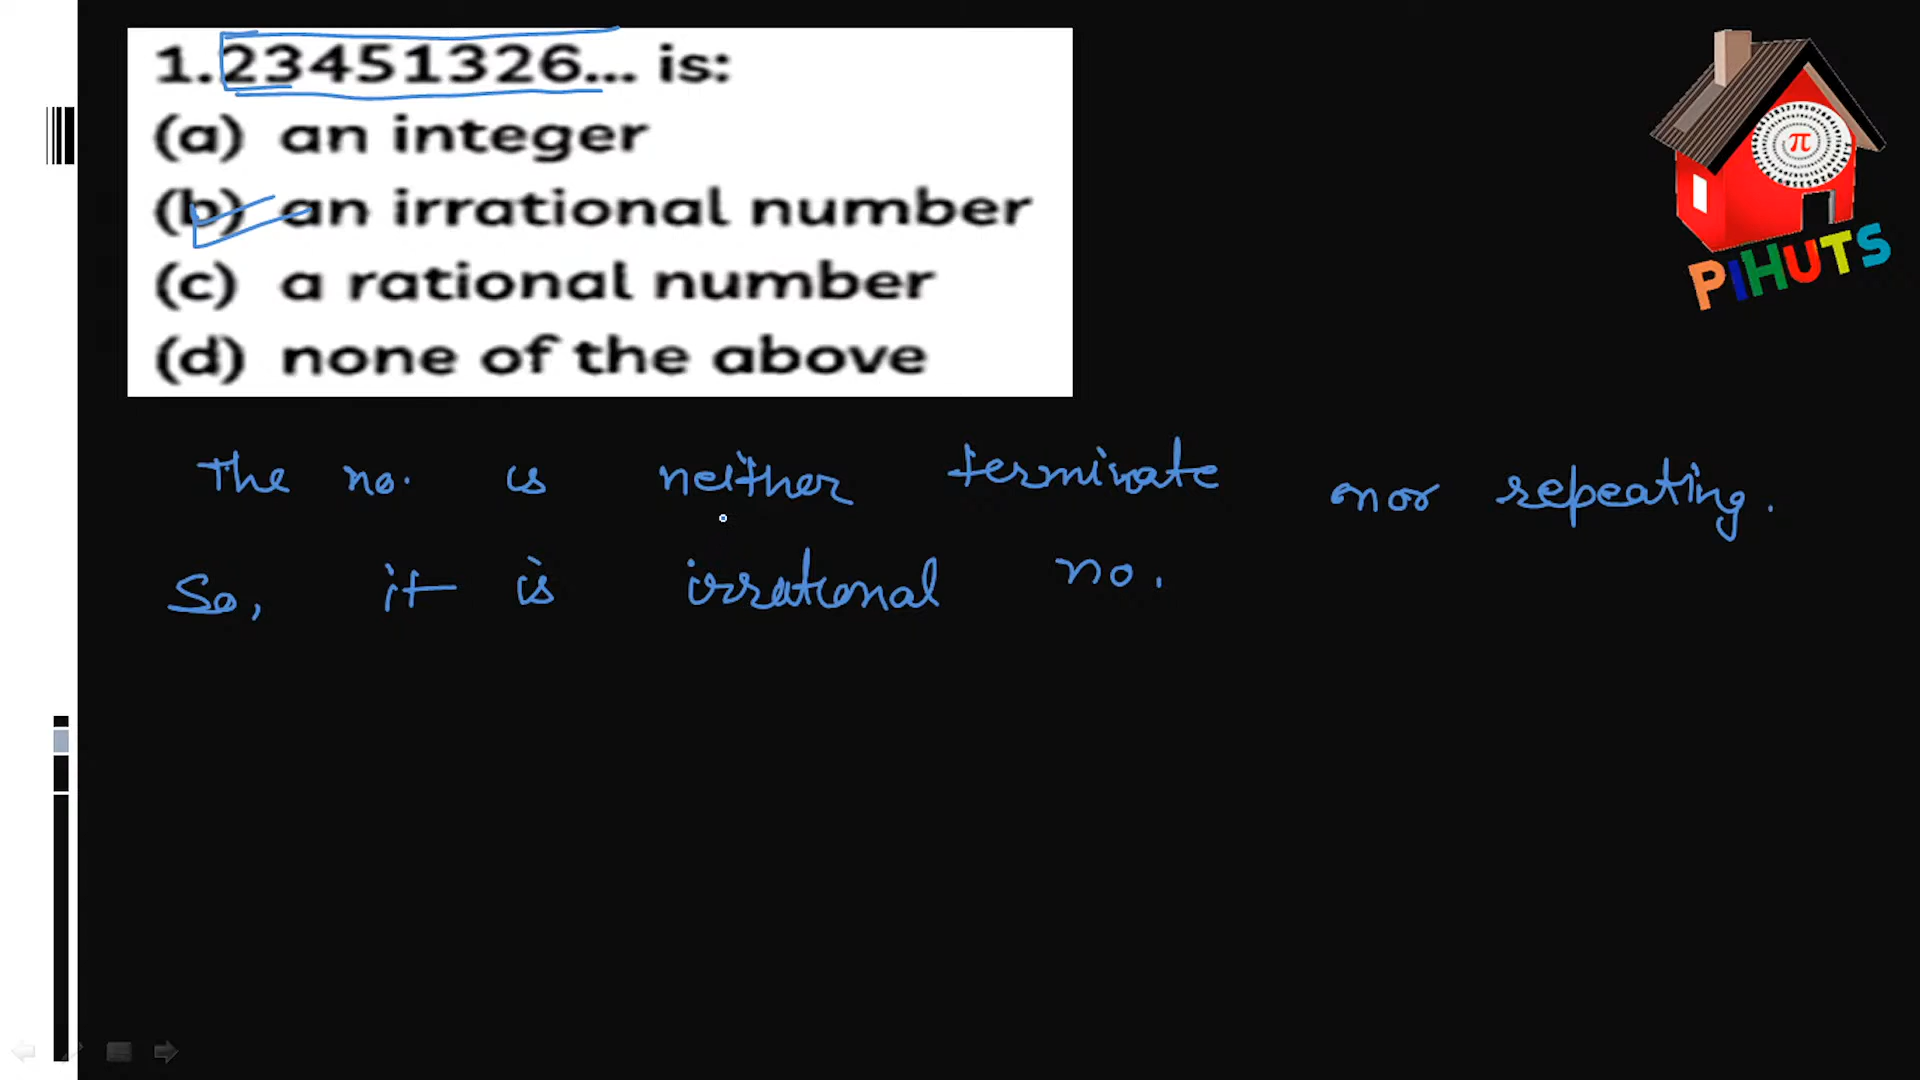 1.23451326... is:
(a) an integer
(b) an irrational number
(c) a rational number
(d) none of the above
π
PIHUTS
The no. is neither terminate nor repeating.
So, it is irrational no.